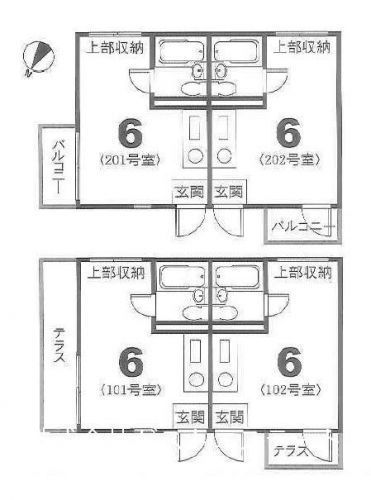 N
上部収納
上部収納
バルコニー
6
6
(201号室)
(202号室)
玄関
玄関
バルコニー
上部収納
上部収納
テラス
6
6
(101号室)
(102号室)
玄関
玄関
テラス